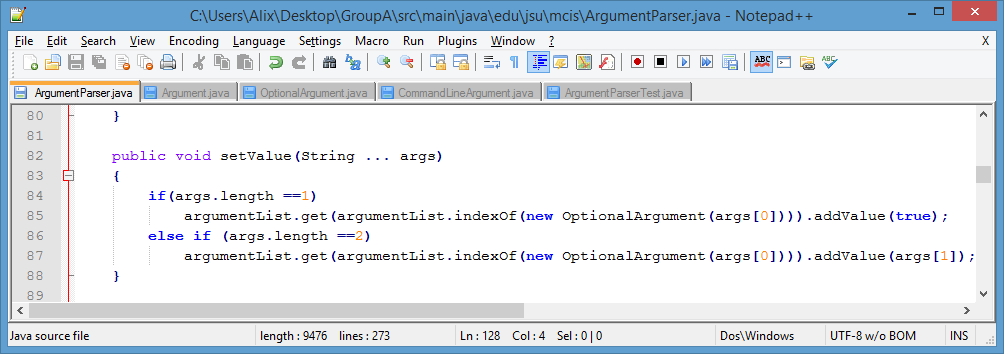 C:\Users\Alix\Desktop\GroupA\src\main\java\edu\jsu\mcis\ArgumentParser.java - Notepad++
File Edit Search View Encoding Language Settings Macro Run Plugins Window ? X
ABC ABC
ArgumentParser.java Argument.java OptionalArgument.java CommandLineArgument.java ArgumentParserTest.java
80 }
81
82 public void setValue(String ... args)
83 {
84 if(args.length ==1)
85 argumentList.get(argumentList.indexOf(new OptionalArgument(args[0]))).addValue(true);
86 else if (args.length ==2)
87 argumentList.get(argumentList.indexOf(new OptionalArgument(args[0]))).addValue(args[1]);
88 }
89
Java source file length : 9476 lines : 273 Ln : 128 Col : 4 Sel : 0 | 0 Dos\Windows UTF-8 w/o BOM INS